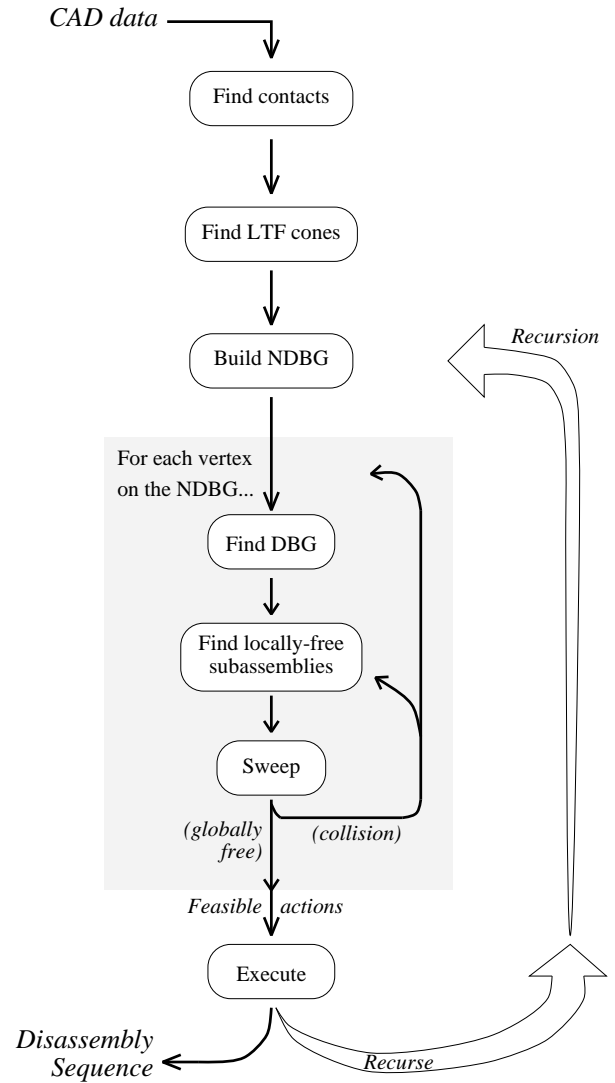 CAD data
Find contacts
Find LTF cones
Build NDBG
Recursion
For each vertex
on the NDBG...
Find DBG
Find locally-free
subassemblies
Sweep
(globally
free)
(collision)
Feasible actions
Execute
Disassembly
Sequence
Recurse